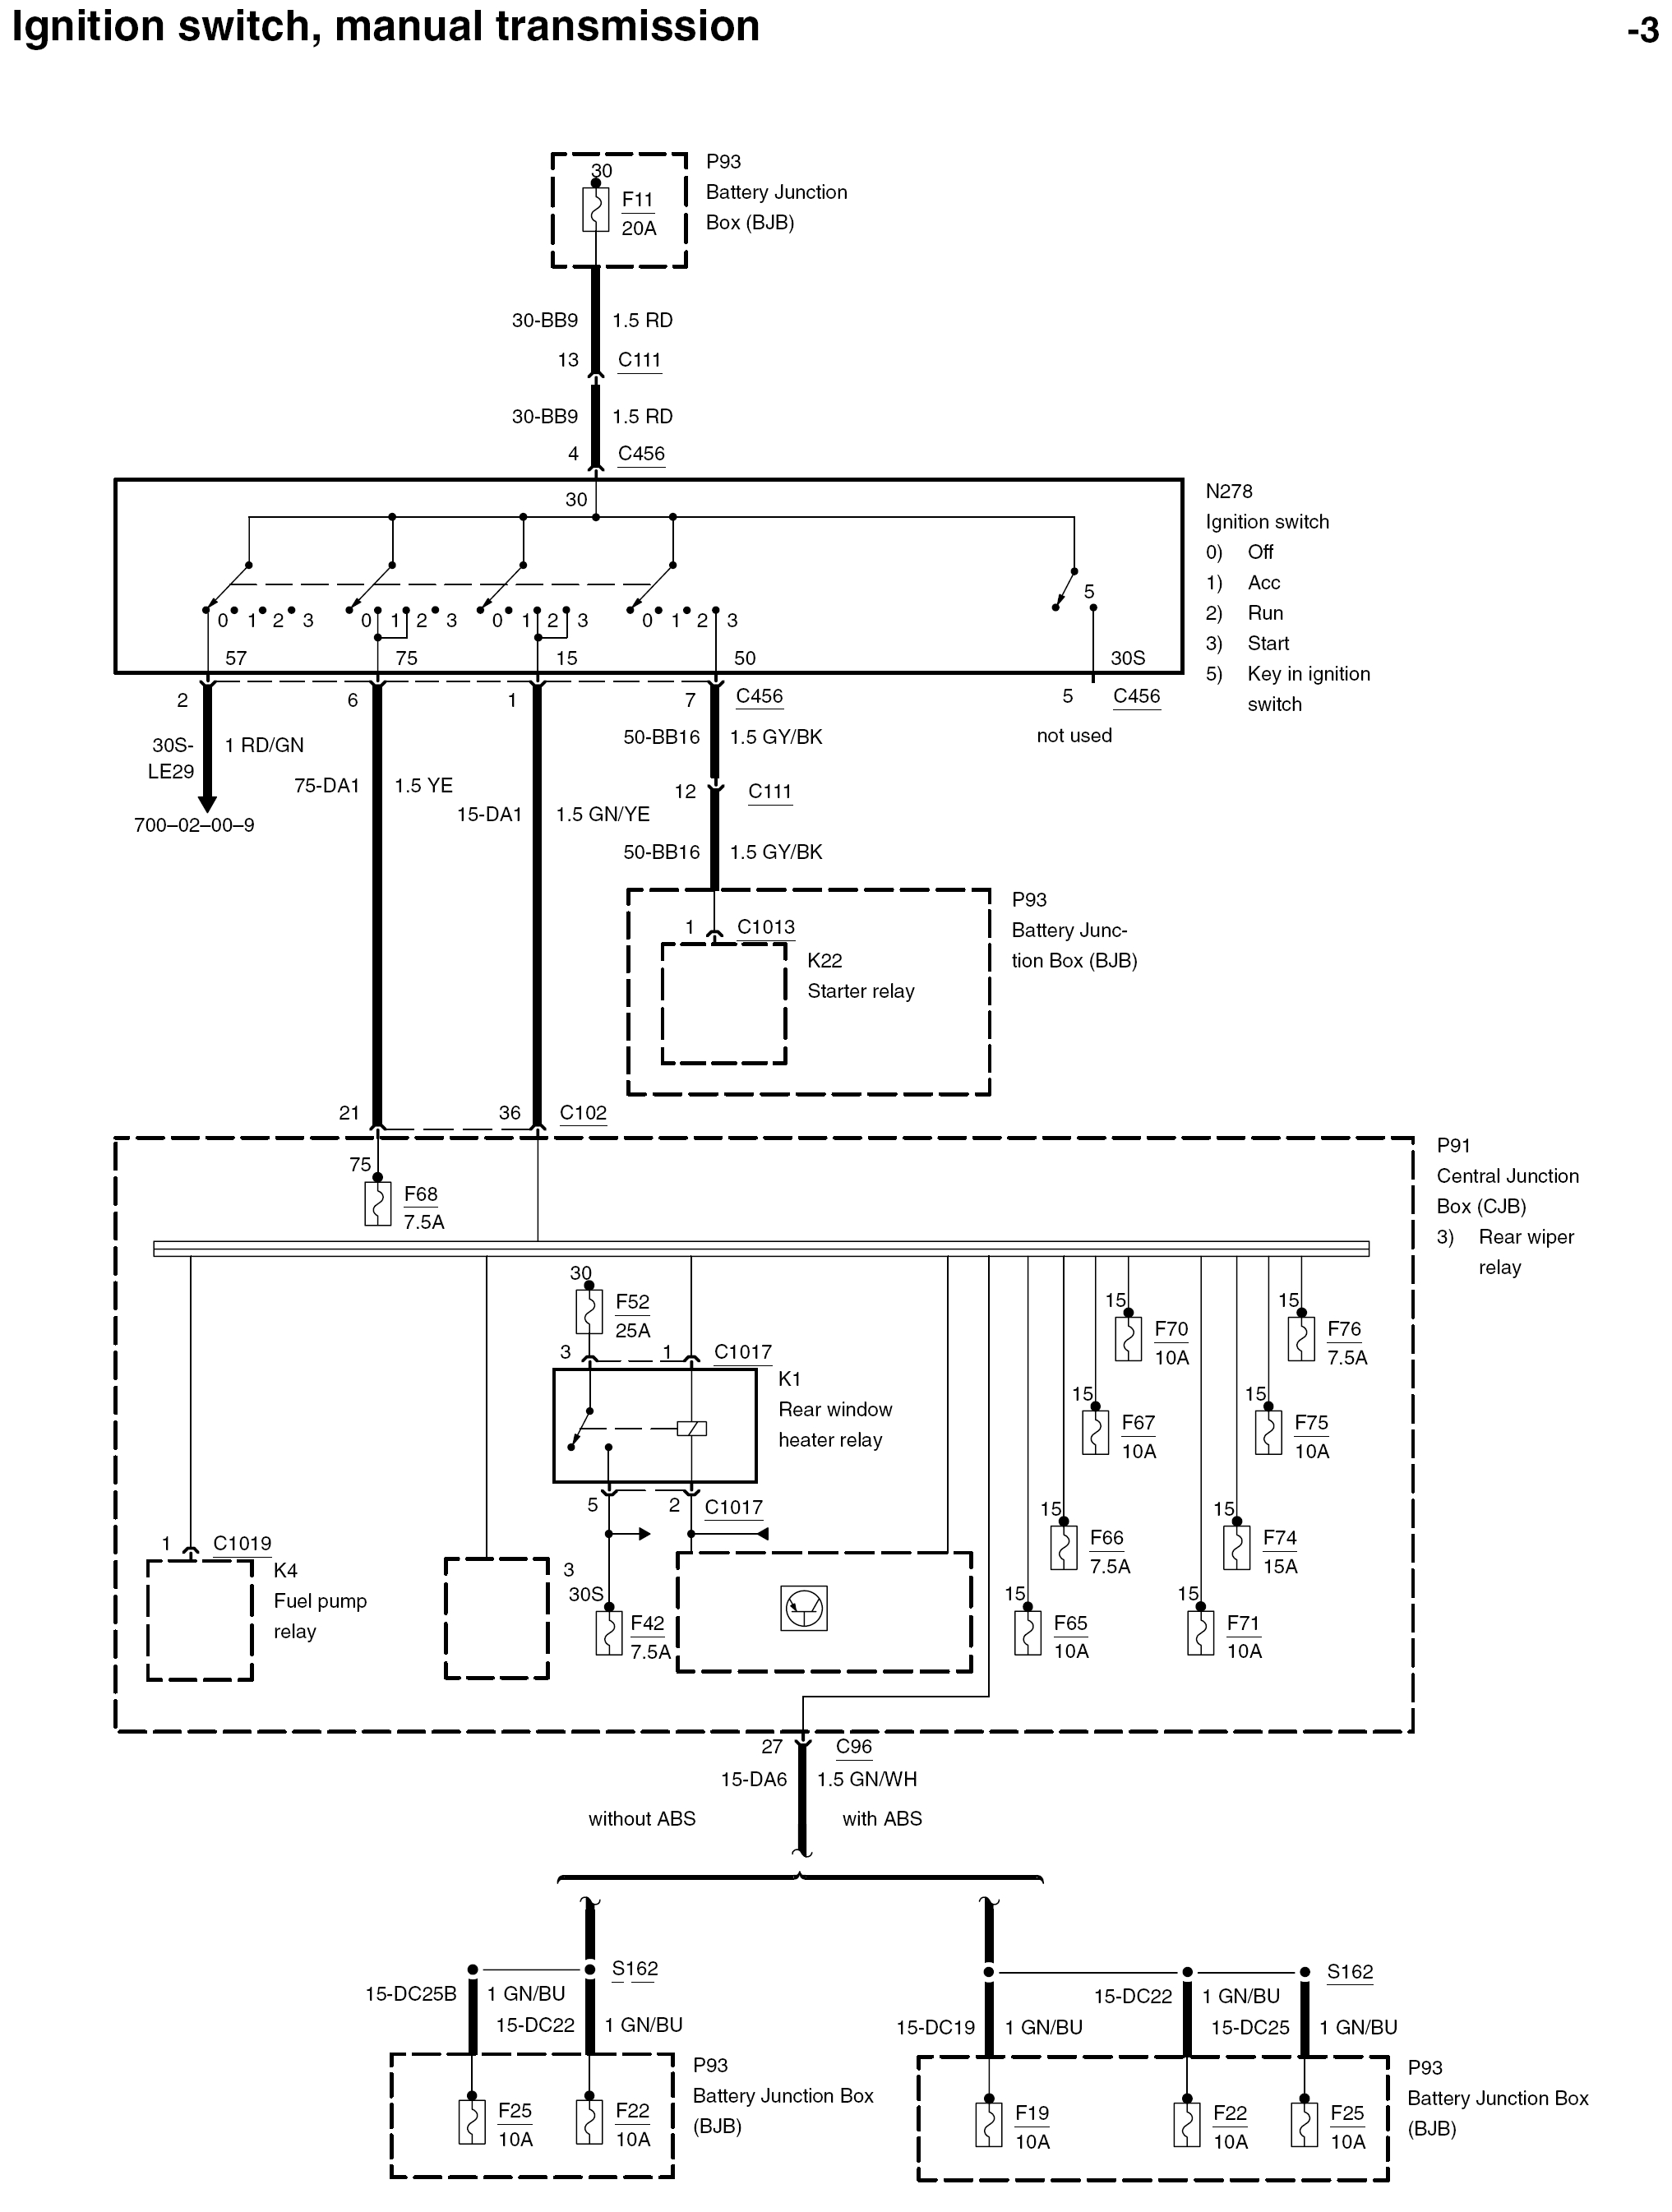 Ignition switch, manual transmission
-3
30
F11
20A
P93
Battery Junction
Box (BJB)
30-BB9 1.5 RD
13 C111
30-BB9 1.5 RD
4 C456
30
N278
Ignition switch
0) Off
1) Acc
2) Run
3) Start
5) Key in ignition
switch
5
0 1 2 3 0 1 2 3 0 1 2 3 0 1 2 3
57 75 15 50 30S
2 6 1 7 C456 5 C456
not used
30S-
LE29
1 RD/GN
700–02–00–9
75-DA1 1.5 YE
15-DA1 1.5 GN/YE
50-BB16 1.5 GY/BK
12 C111
50-BB16 1.5 GY/BK
P93
Battery Junc-
tion Box (BJB)
1 C1013
K22
Starter relay
21 36 C102
P91
Central Junction
Box (CJB)
3) Rear wiper
relay
75
F68
7.5A
30
F52
25A
3 1 C1017
K1
Rear window
heater relay
5 2 C1017
15
F70
10A
15
F76
7.5A
15
F67
10A
15
F75
10A
15
F66
7.5A
15
F74
15A
15
F65
10A
15
F71
10A
1 C1019
K4
Fuel pump
relay
3
30S
F42
7.5A
27 C96
15-DA6 1.5 GN/WH
without ABS with ABS
S162
15-DC25B 1 GN/BU
15-DC22 1 GN/BU
P93
Battery Junction Box
(BJB)
F25
10A
F22
10A
S162
15-DC22 1 GN/BU
15-DC19 1 GN/BU
15-DC25 1 GN/BU
P93
Battery Junction Box
(BJB)
F19
10A
F22
10A
F25
10A